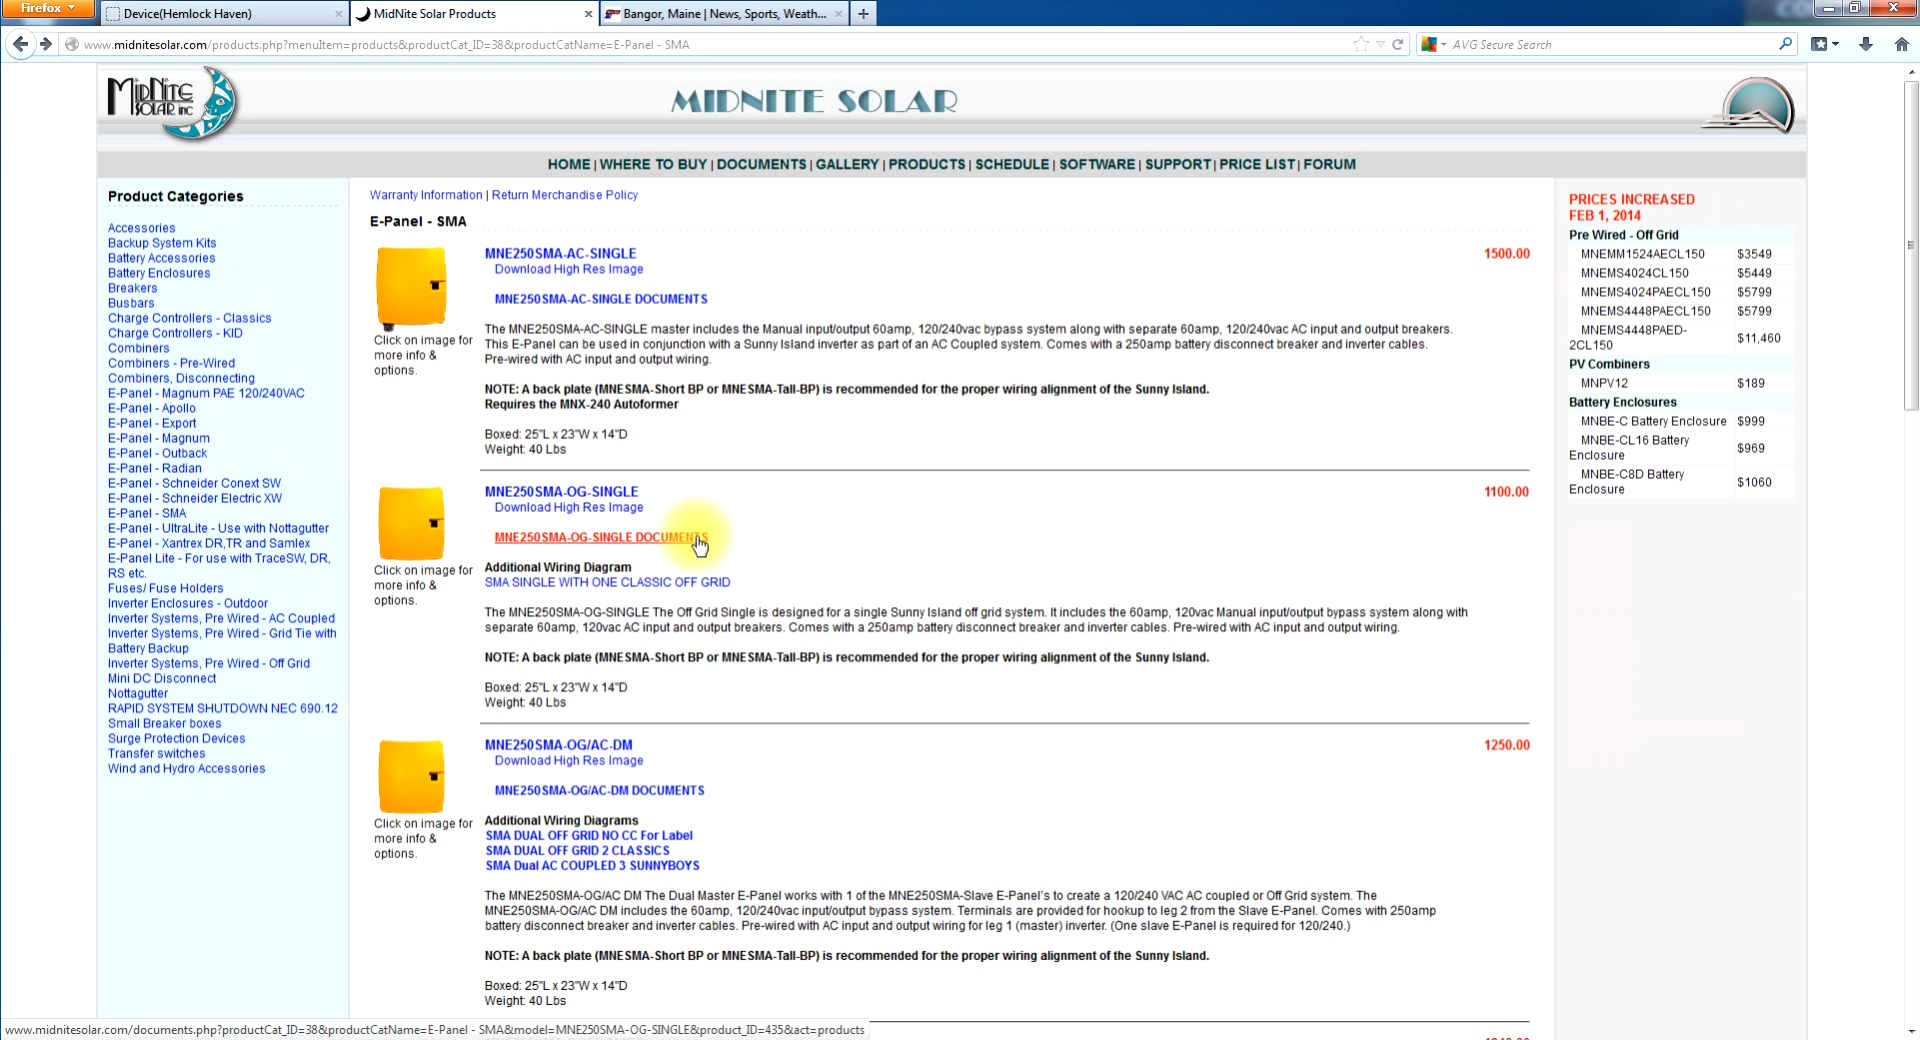 Firefox
Device(Hemlock Haven)
MidNite Solar Products
Bangor, Maine | News, Sports, Weath...
www.midnitesolar.com/products.php?menuItem=products&productCat_ID=38&productCatName=E-Panel - SMA
AVG Secure Search
MIDNITE SOLAR, INC
MIDNITE SOLAR
HOME | WHERE TO BUY | DOCUMENTS | GALLERY | PRODUCTS | SCHEDULE | SOFTWARE | SUPPORT | PRICE LIST | FORUM
Product Categories
Accessories
Backup System Kits
Battery Accessories
Battery Enclosures
Breakers
Busbars
Charge Controllers - Classics
Charge Controllers - KID
Combiners
Combiners - Pre-Wired
Combiners, Disconnecting
E-Panel - Magnum PAE 120/240VAC
E-Panel - Apollo
E-Panel - Export
E-Panel - Magnum
E-Panel - Outback
E-Panel - Radian
E-Panel - Schneider Conext SW
E-Panel - Schneider Electric XW
E-Panel - SMA
E-Panel - UltraLite - Use with Nottagutter
E-Panel - Xantrex DR,TR and Samlex
E-Panel Lite - For use with TraceSW, DR,
RS etc.
Fuses/ Fuse Holders
Inverter Enclosures - Outdoor
Inverter Systems, Pre Wired - AC Coupled
Inverter Systems, Pre Wired - Grid Tie with
Battery Backup
Inverter Systems, Pre Wired - Off Grid
Mini DC Disconnect
Nottagutter
RAPID SYSTEM SHUTDOWN NEC 690.12
Small Breaker boxes
Surge Protection Devices
Transfer switches
Wind and Hydro Accessories
Warranty Information | Return Merchandise Policy
E-Panel - SMA
MNE250SMA-AC-SINGLE 1500.00
Download High Res Image
MNE250SMA-AC-SINGLE DOCUMENTS
Click on image for
more info &
options.
The MNE250SMA-AC-SINGLE master includes the Manual input/output 60amp, 120/240vac bypass system along with separate 60amp, 120/240vac AC input and output breakers.
This E-Panel can be used in conjunction with a Sunny Island inverter as part of an AC Coupled system. Comes with a 250amp battery disconnect breaker and inverter cables.
Pre-wired with AC input and output wiring.
NOTE: A back plate (MNESMA-Short BP or MNESMA-Tall-BP) is recommended for the proper wiring alignment of the Sunny Island.
Requires the MNX-240 Autoformer
Boxed: 25"L x 23"W x 14"D
Weight: 40 Lbs
MNE250SMA-OG-SINGLE 1100.00
Download High Res Image
MNE250SMA-OG-SINGLE DOCUMENTS
Click on image for
more info &
options.
Additional Wiring Diagram
SMA SINGLE WITH ONE CLASSIC OFF GRID
The MNE250SMA-OG-SINGLE The Off Grid Single is designed for a single Sunny Island off grid system. It includes the 60amp, 120vac Manual input/output bypass system along with
separate 60amp, 120vac AC input and output breakers. Comes with a 250amp battery disconnect breaker and inverter cables. Pre-wired with AC input and output wiring.
NOTE: A back plate (MNESMA-Short BP or MNESMA-Tall-BP) is recommended for the proper wiring alignment of the Sunny Island.
Boxed: 25"L x 23"W x 14"D
Weight: 40 Lbs
MNE250SMA-OG/AC-DM 1250.00
Download High Res Image
MNE250SMA-OG/AC-DM DOCUMENTS
Click on image for
more info &
options.
Additional Wiring Diagrams
SMA DUAL OFF GRID NO CC For Label
SMA DUAL OFF GRID 2 CLASSICS
SMA Dual AC COUPLED 3 SUNNYBOYS
The MNE250SMA-OG/AC DM The Dual Master E-Panel works with 1 of the MNE250SMA-Slave E-Panel's to create a 120/240 VAC AC coupled or Off Grid system. The
MNE250SMA-OG/AC DM includes the 60amp, 120/240vac input/output bypass system. Terminals are provided for hookup to leg 2 from the Slave E-Panel. Comes with 250amp
battery disconnect breaker and inverter cables. Pre-wired with AC input and output wiring for leg 1 (master) inverter. (One slave E-Panel is required for 120/240.)
NOTE: A back plate (MNESMA-Short BP or MNESMA-Tall-BP) is recommended for the proper wiring alignment of the Sunny Island.
Boxed: 25"L x 23"W x 14"D
Weight: 40 Lbs
PRICES INCREASED
FEB 1, 2014
Pre Wired - Off Grid
MNEMM1524AECL150 $3549
MNEMS4024CL150 $5449
MNEMS4024PAECL150 $5799
MNEMS4448PAECL150 $5799
MNEMS4448PAED-
2CL150 $11,460
PV Combiners
MNPV12 $189
Battery Enclosures
MNBE-C Battery Enclosure $999
MNBE-CL16 Battery
Enclosure $969
MNBE-C8D Battery
Enclosure $1060
www.midnitesolar.com/documents.php?productCat_ID=38&productCatName=E-Panel - SMA&model=MNE250SMA-OG-SINGLE&product_ID=435&act=products